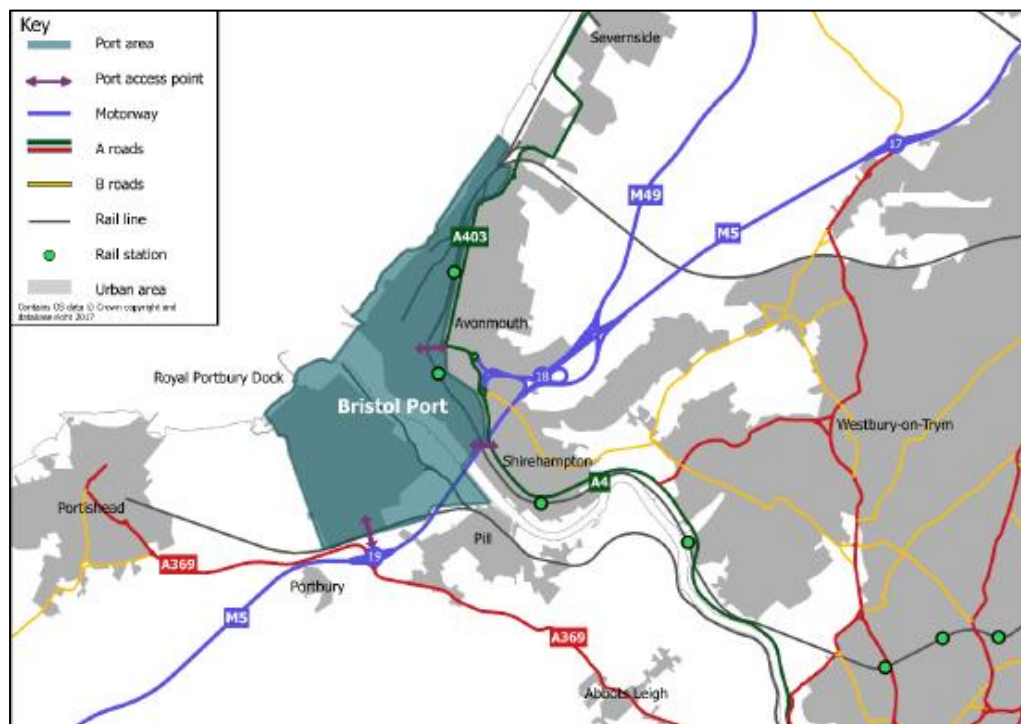 Key
Port area
Port access point
Motorway
A roads
B roads
Rail line
Rail station
Urban area
Contains OS data © Crown copyright and
database right 2017
Severnside
17
M49
M5
A403
Avonmouth
Royal Portbury Dock
18
Bristol Port
Westbury-on-Trym
Shirehampton
A4
Portishead
Pill
19
A369
Portbury
M5
A369
Abbots Leigh